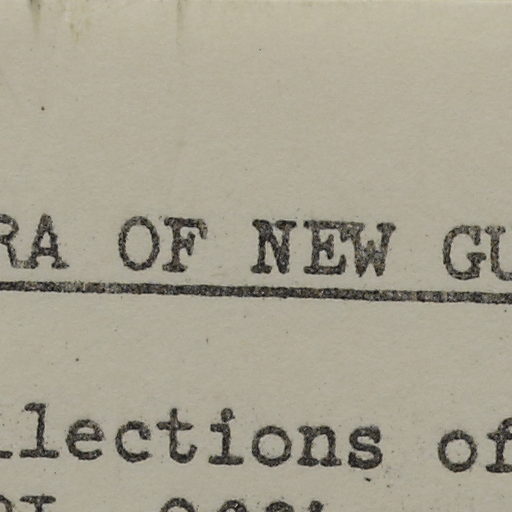 RA OF NEW GU
llections of